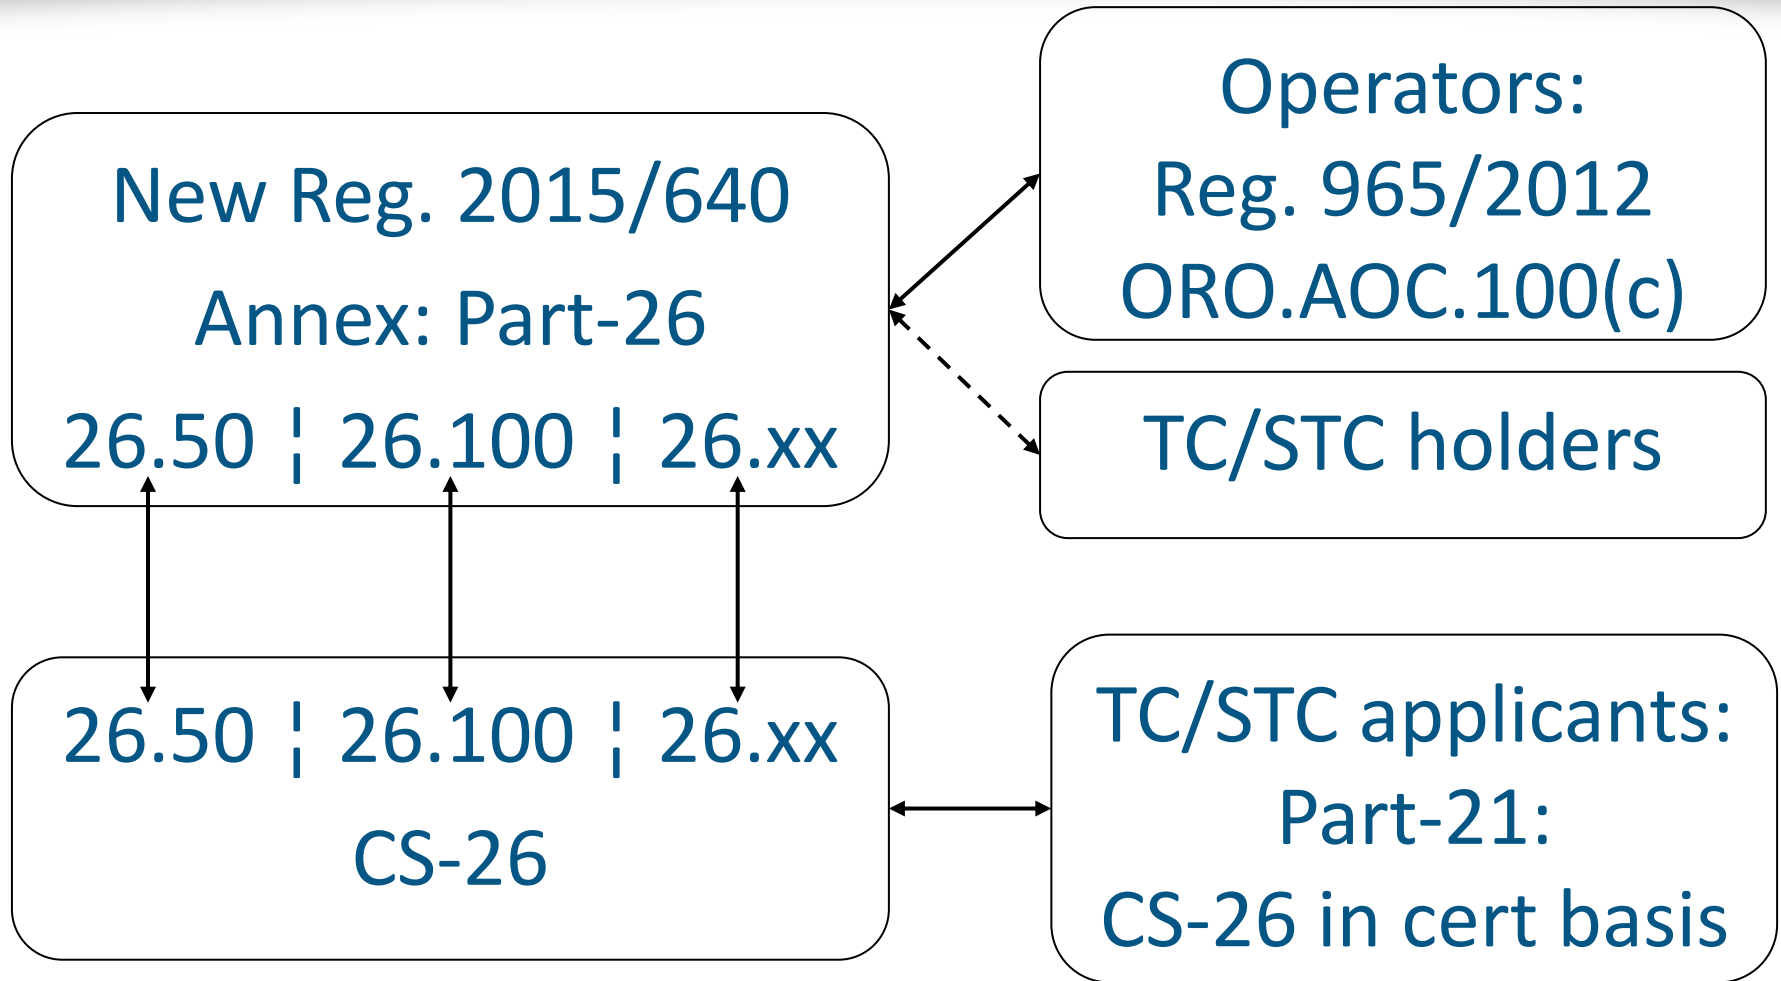 New Reg. 2015/640
Annex: Part-26
26.50 ¦ 26.100 ¦ 26.xx
Operators:
Reg. 965/2012
ORO.AOC.100(c)
TC/STC holders
26.50 ¦ 26.100 ¦ 26.xx
CS-26
TC/STC applicants:
Part-21:
CS-26 in cert basis